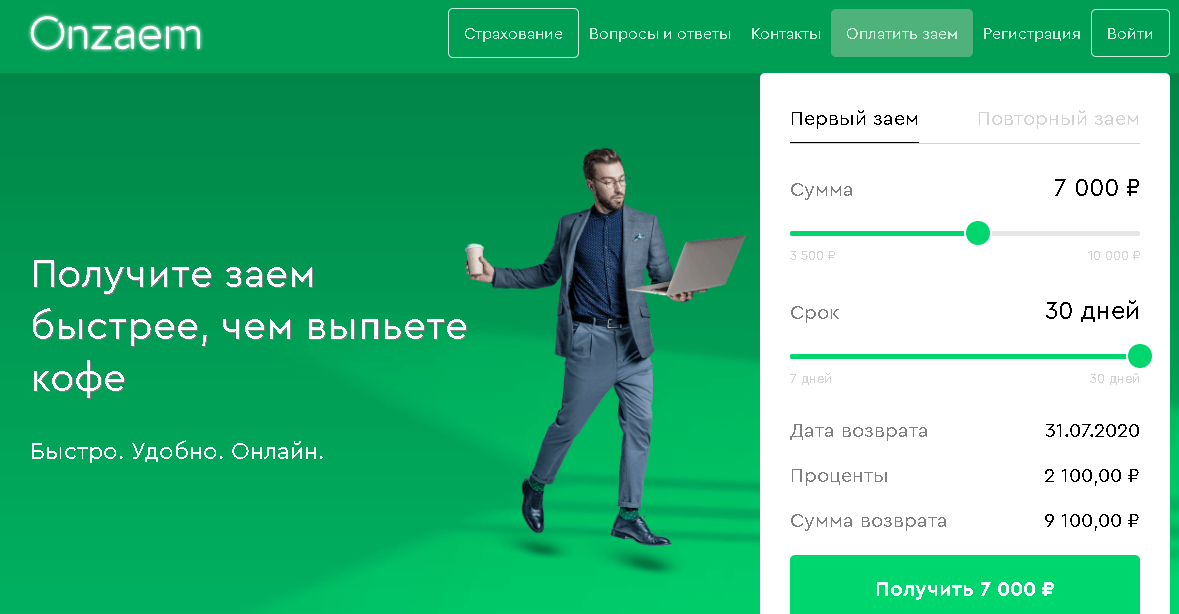 Onzaem
Страхование
Вопросы и ответы
Контакты
Оплатить заем
Регистрация
Войти
Получите заем
быстрее, чем выпьете
кофе
Быстро. Удобно. Онлайн.
Первый заем
Повторный заем
Сумма 7 000 ₽
3 500 ₽ 10 000 ₽
Срок 30 дней
7 дней 30 дней
Дата возврата 31.07.2020
Проценты 2 100,00 ₽
Сумма возврата 9 100,00 ₽
Получить 7 000 ₽